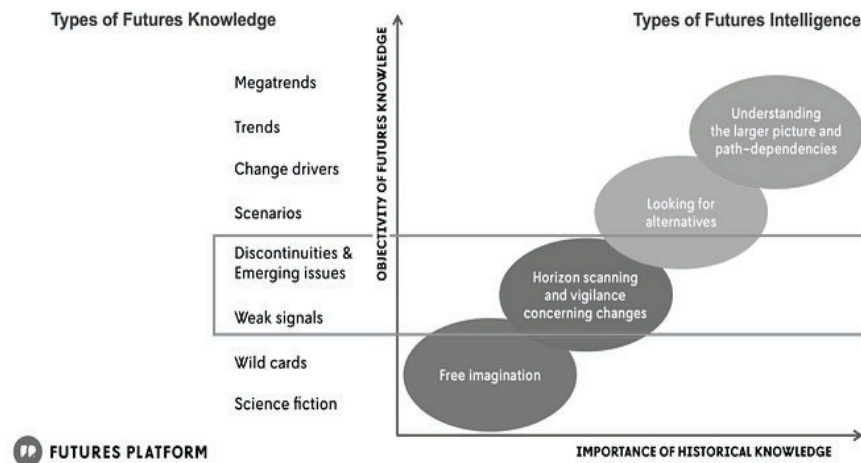 Types of Futures Knowledge
Types of Futures Intelligence
Megatrends
Trends
Change drivers
Scenarios
Discontinuities &
Emerging issues
Weak signals
Wild cards
Science fiction
OBJECTIVITY OF FUTURES KNOWLEDGE
Understanding
the larger picture and
path-dependencies
Looking for
alternatives
Horizon scanning
and vigilance
concerning changes
Free imagination
FUTURES PLATFORM
IMPORTANCE OF HISTORICAL KNOWLEDGE